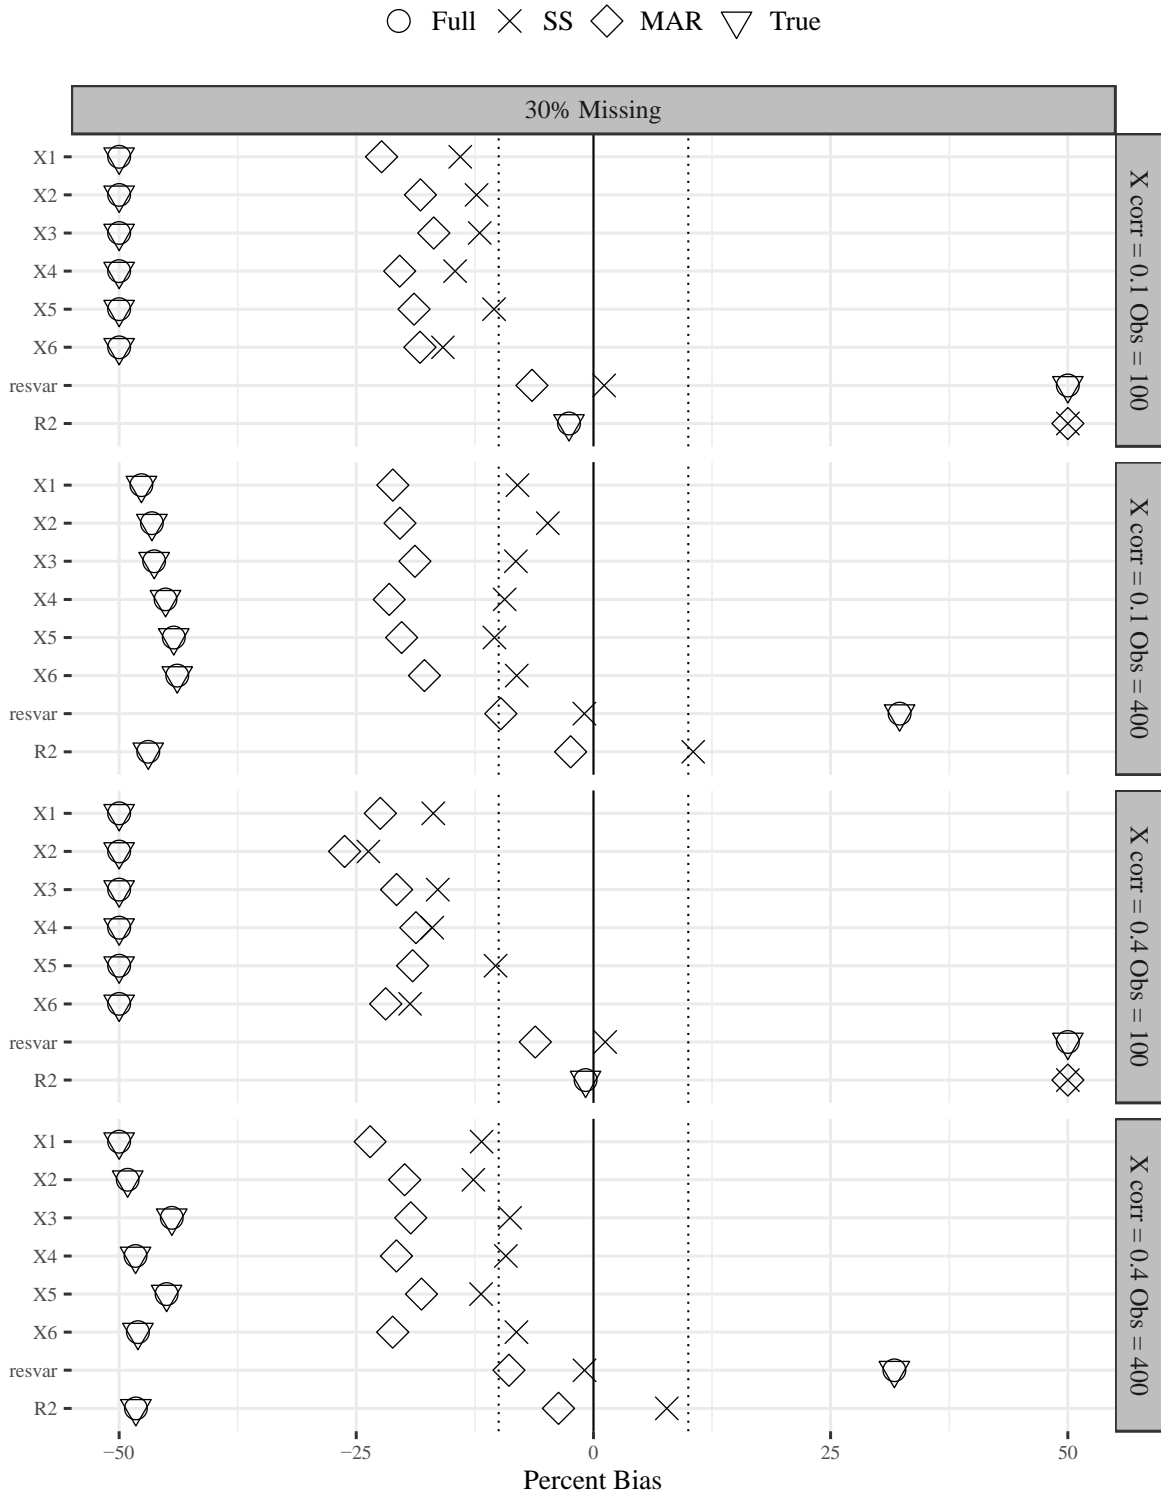 Full SS MAR True
30% Missing
X1
X2
X3
X4
X5
X6
resvar
R2
X corr = 0.1 Obs = 100
X1
X2
X3
X4
X5
X6
resvar
R2
X corr = 0.1 Obs = 400
X1
X2
X3
X4
X5
X6
resvar
R2
X corr = 0.4 Obs = 100
X1
X2
X3
X4
X5
X6
resvar
R2
X corr = 0.4 Obs = 400
−50 −25 0 25 50
Percent Bias